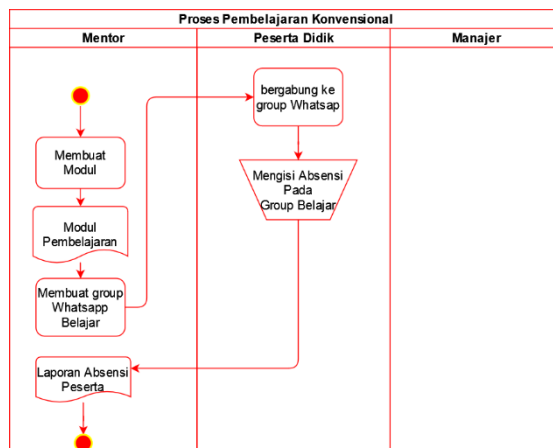 Proses Pembelajaran Konvensional
Mentor
Peserta Didik
Manajer
Membuat
Modul
Modul
Pembelajaran
Membuat group
Whatsapp
Belajar
bergabung ke
group Whatsap
Mengisi Absensi
Pada
Group Belajar
Laporan Absensi
Peserta